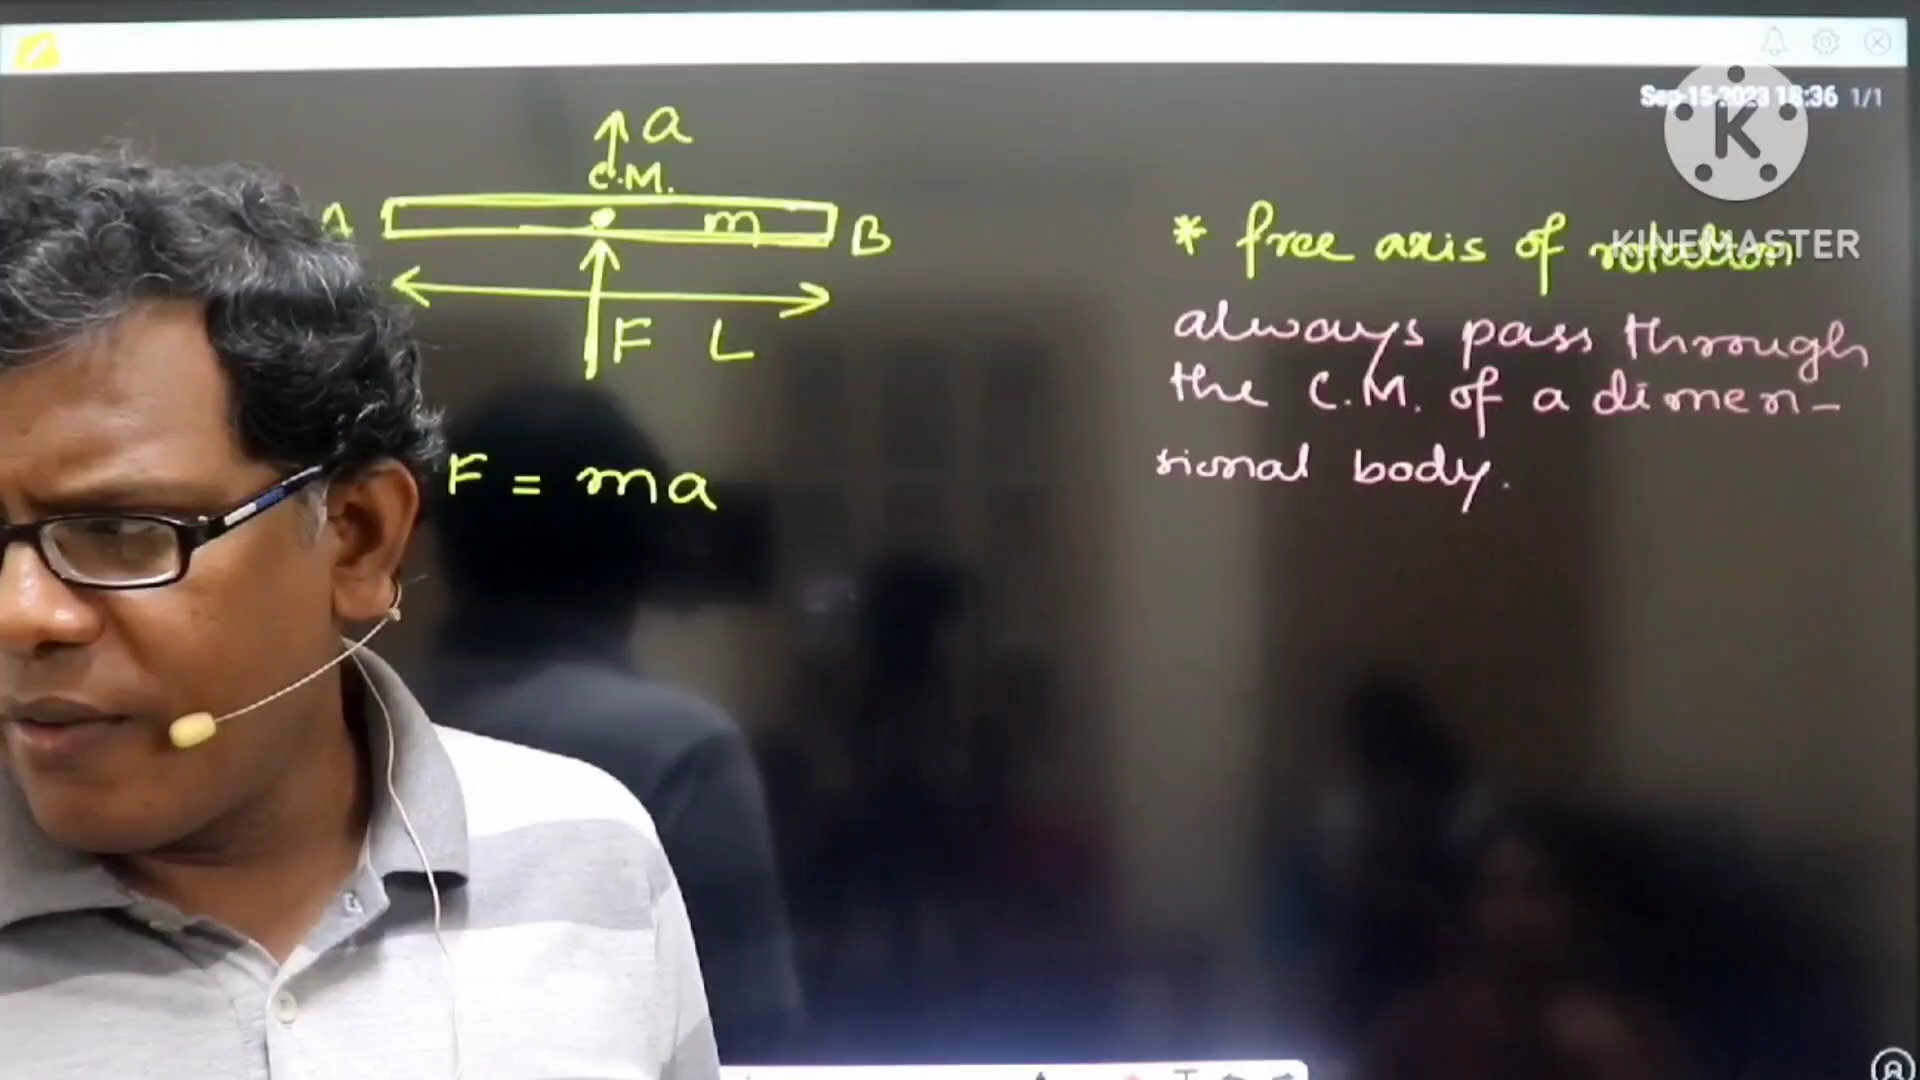 Sep-15-2023 18:36 1/1
a
C.M.
A m B
F L
F = ma
* free axis of rotation
always pass through
the C.M. of a dimen-
sional body.
K
KINEMASTER